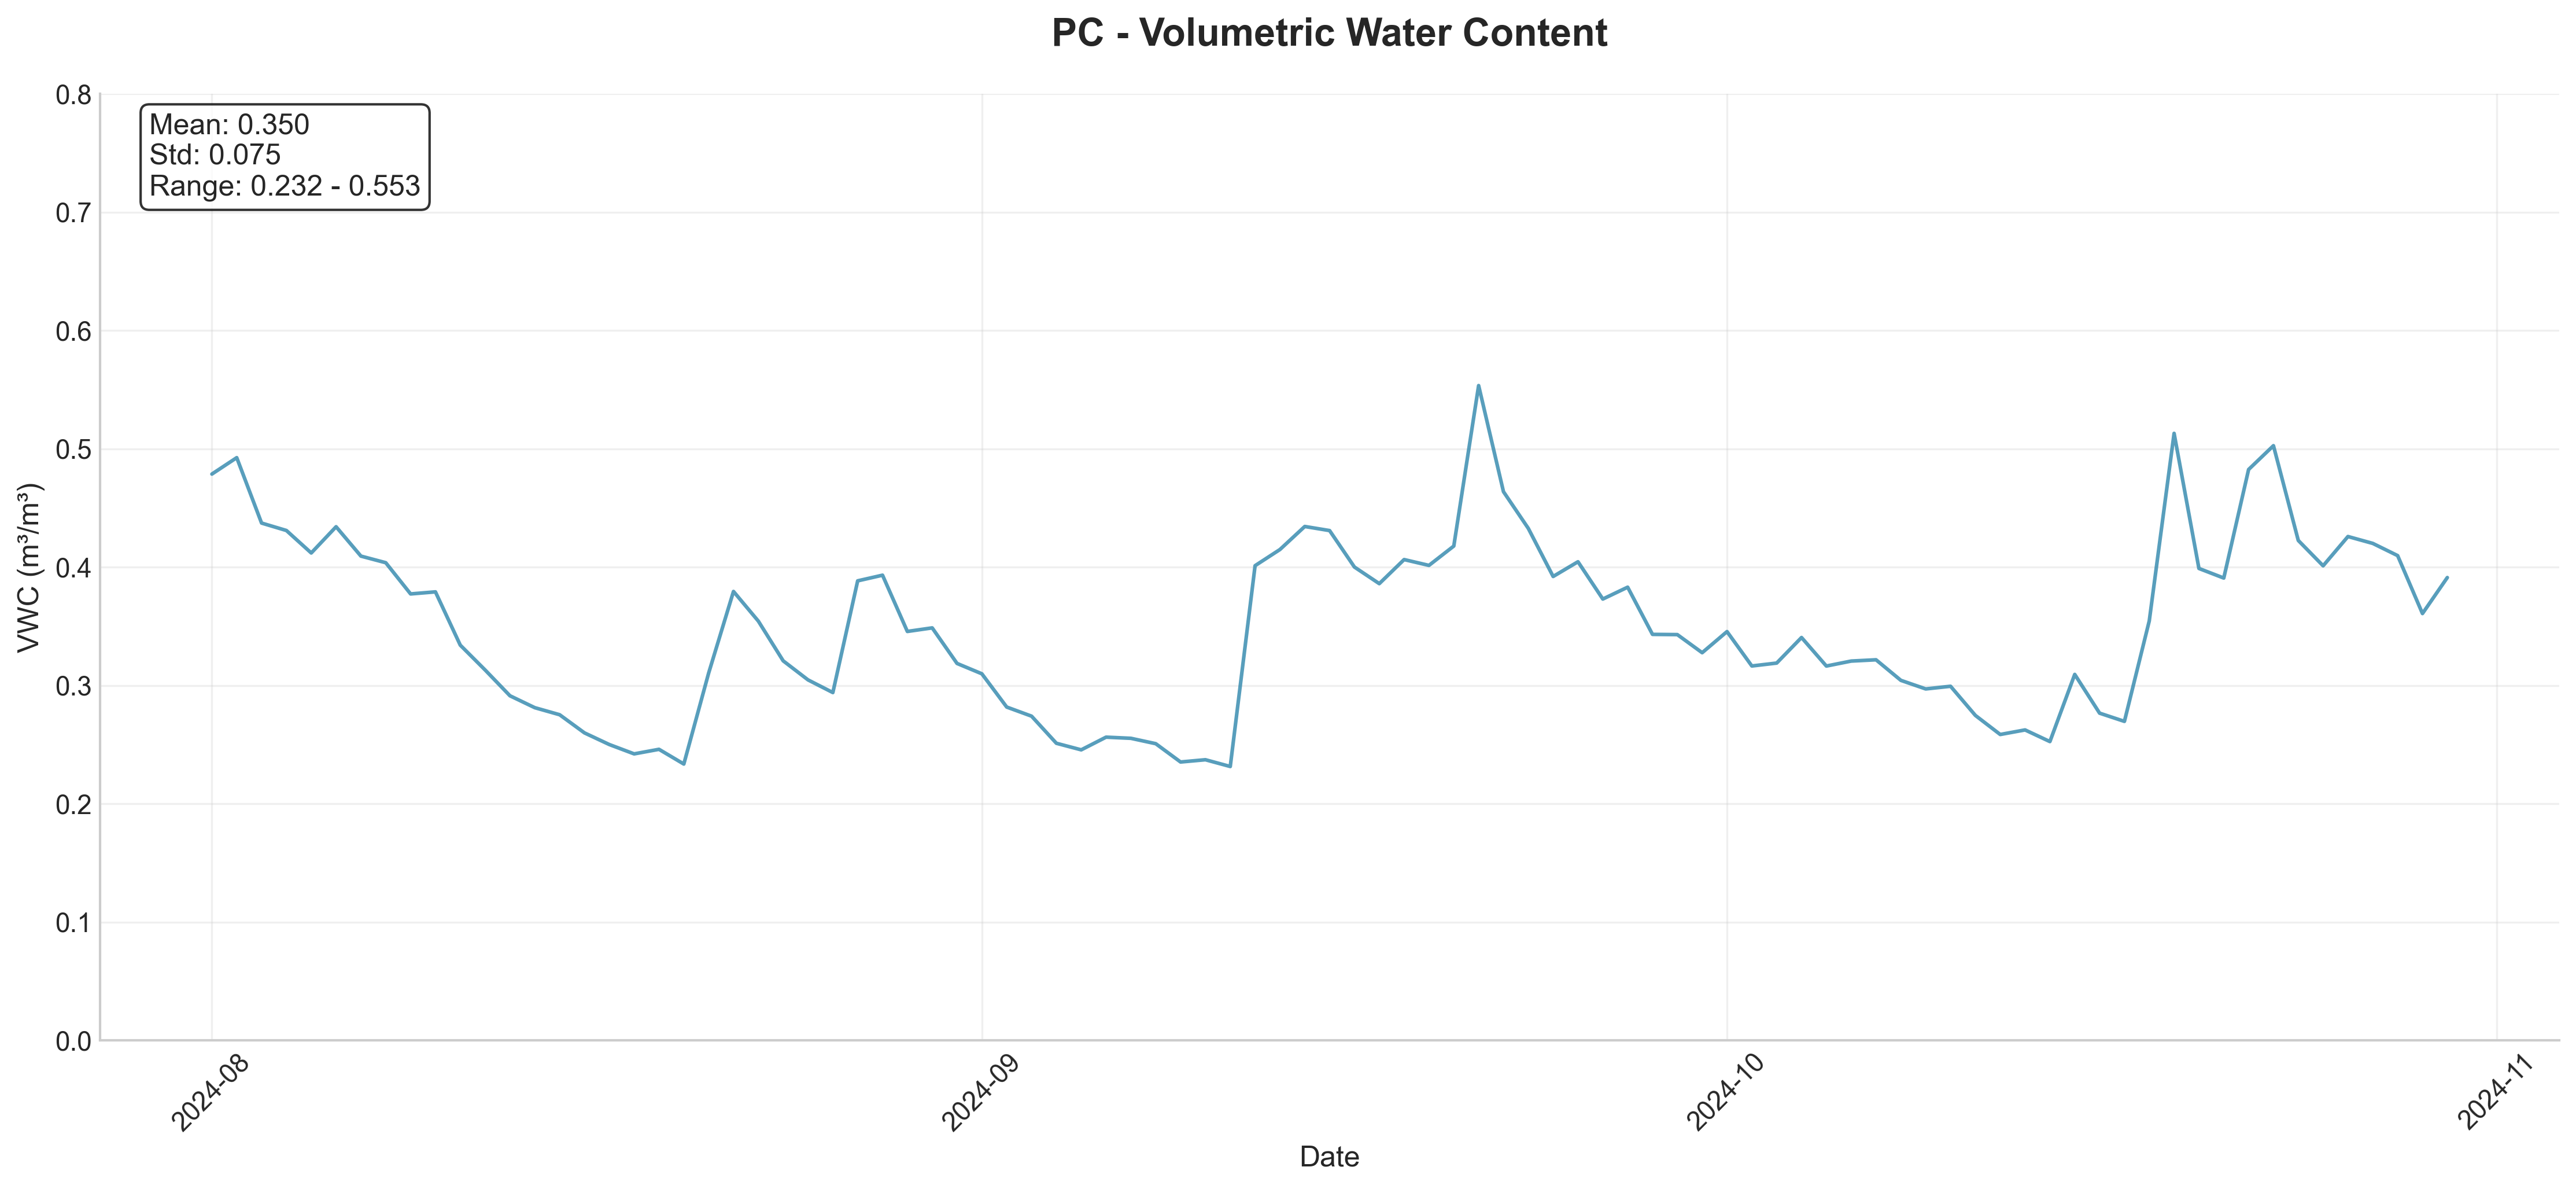 PC - Volumetric Water Content
Mean: 0.350
Std: 0.075
Range: 0.232 - 0.553
0.8
0.7
0.6
0.5
0.4
0.3
0.2
0.1
0.0
VWC (m³/m³)
2024-08
2024-09
2024-10
2024-11
Date